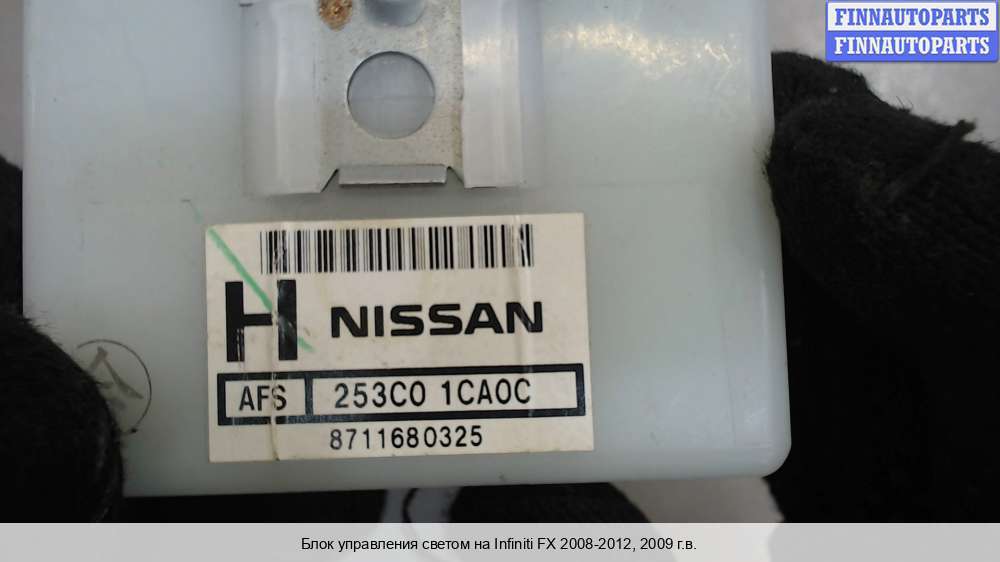 FINNAUTOPARTS
FINNAUTOPARTS
H NISSAN
AFS 253C0 1CA0C
8711680325
Блок управления светом на Infiniti FX 2008-2012, 2009 г.в.